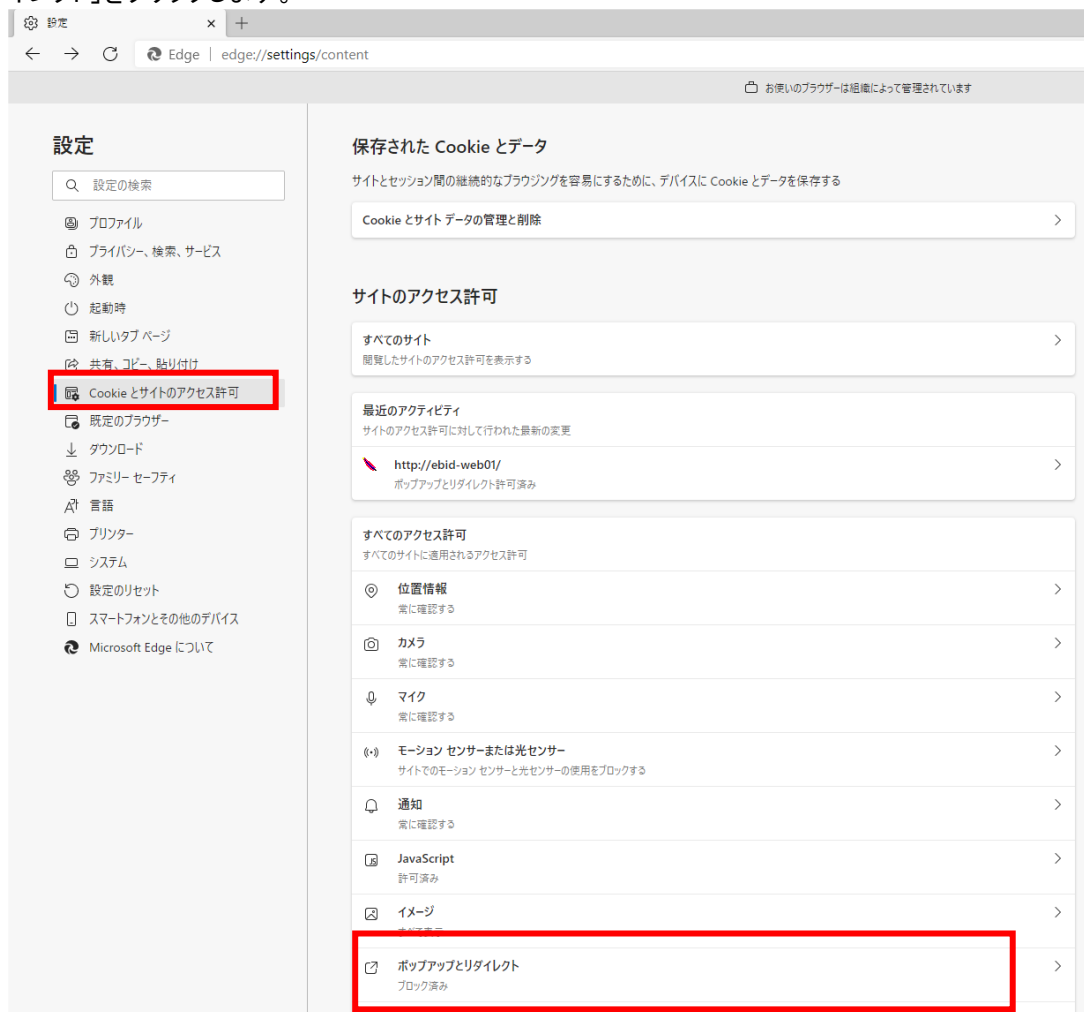 設定
Edge | edge://settings/content
お使いのブラウザーは組織によって管理されています
設定
設定の検索
プロファイル
プライバシー、検索、サービス
外観
起動時
新しいタブ ページ
共有、コピー、貼り付け
Cookie とサイトのアクセス許可
既定のブラウザー
ダウンロード
ファミリー セーフティ
言語
プリンター
システム
設定のリセット
スマートフォンとその他のデバイス
Microsoft Edge について
保存された Cookie とデータ
サイトとセッション間の継続的なブラウジングを容易にするために、デバイスに Cookie とデータを保存する
Cookie とサイト データの管理と削除
サイトのアクセス許可
すべてのサイト
閲覧したサイトのアクセス許可を表示する
最近のアクティビティ
サイトのアクセス許可に対して行われた最新の変更
http://ebid-web01/
ポップアップとリダイレクト許可済み
すべてのアクセス許可
すべてのサイトに適用されるアクセス許可
位置情報
常に確認する
カメラ
常に確認する
マイク
常に確認する
モーション センサーまたは光センサー
サイトでのモーション センサーと光センサーの使用をブロックする
通知
常に確認する
JavaScript
許可済み
イメージ
ポップアップとリダイレクト
ブロック済み